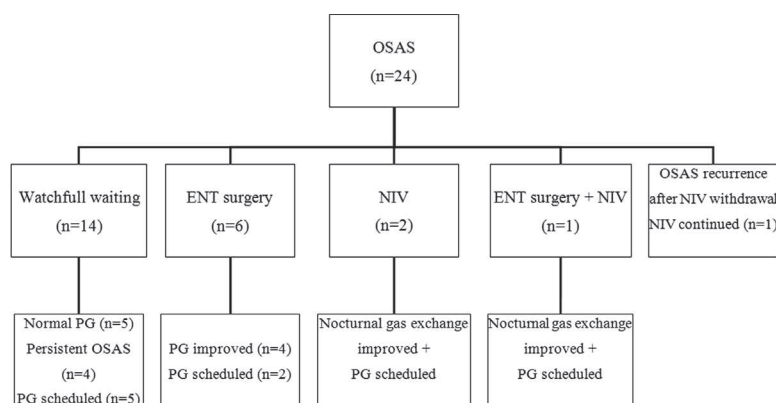 OSAS
(n=24)
Watchfull waiting
(n=14)
ENT surgery
(n=6)
NIV
(n=2)
ENT surgery + NIV
(n=1)
OSAS recurrence
after NIV withdrawal
NIV continued (n=1)
Normal PG (n=5)
Persistent OSAS
(n=4)
PG scheduled (n=5)
PG improved (n=4)
PG scheduled (n=2)
Nocturnal gas exchange
improved +
PG scheduled
Nocturnal gas exchange
improved +
PG scheduled